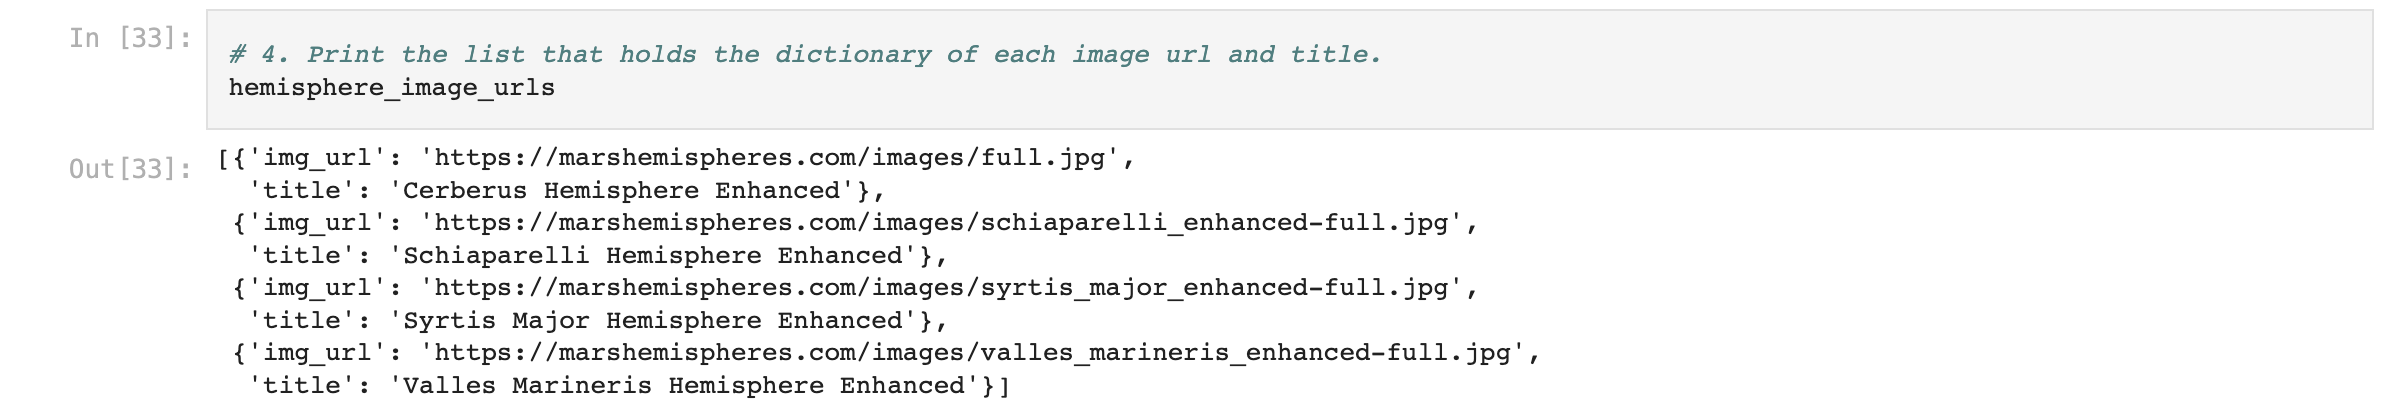 In [33]:
# 4. Print the list that holds the dictionary of each image url and title.
hemisphere_image_urls
Out[33]:
[{'img_url': 'https://marshemispheres.com/images/full.jpg',
  'title': 'Cerberus Hemisphere Enhanced'},
 {'img_url': 'https://marshemispheres.com/images/schiaparelli_enhanced-full.jpg',
  'title': 'Schiaparelli Hemisphere Enhanced'},
 {'img_url': 'https://marshemispheres.com/images/syrtis_major_enhanced-full.jpg',
  'title': 'Syrtis Major Hemisphere Enhanced'},
 {'img_url': 'https://marshemispheres.com/images/valles_marineris_enhanced-full.jpg',
  'title': 'Valles Marineris Hemisphere Enhanced'}]